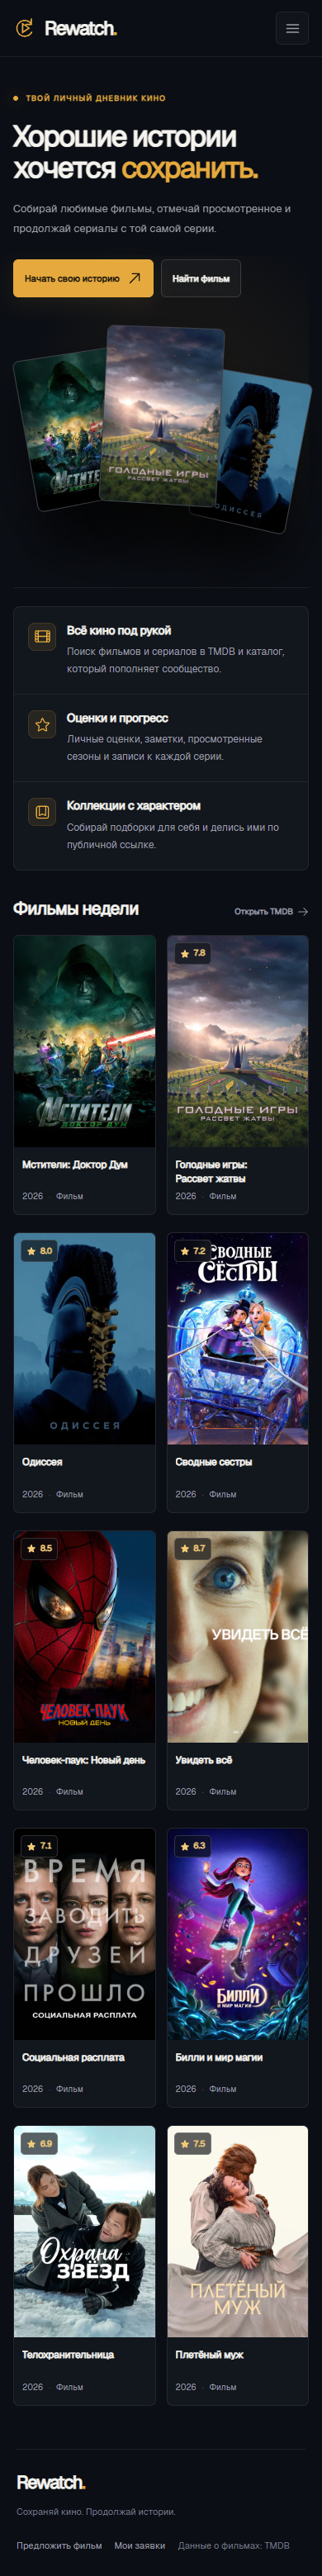 Rewatch.
ТВОЙ ЛИЧНЫЙ ДНЕВНИК КИНО
Хорошие истории
хочется сохранить.
Собирай любимые фильмы, отмечай просмотренное и
продолжай сериалы с той самой серии.
Начать свою историю
Найти фильм
МСТИТЕЛИ
ГОЛОДНЫЕ ИГРЫ
РАССВЕТ ЖАТВЫ
ОДИССЕЯ
Всё кино под рукой
Поиск фильмов и сериалов в TMDB и каталог,
который пополняет сообщество.
Оценки и прогресс
Личные оценки, заметки, просмотренные
сезоны и записи к каждой серии.
Коллекции с характером
Собирай подборки для себя и делись ими по
публичной ссылке.
Фильмы недели
Открыть TMDB
МСТИТЕЛИ
ДОКТОР ДУМ
Мстители: Доктор Дум
2026 · Фильм
7.8
ГОЛОДНЫЕ ИГРЫ
РАССВЕТ ЖАТВЫ
Голодные игры:
Рассвет жатвы
2026 · Фильм
8.0
ОДИССЕЯ
Одиссея
2026 · Фильм
7.2
СВОДНЫЕ
СЁСТРЫ
Сводные сестры
2026 · Фильм
8.5
ЧЕЛОВЕК-ПАУК
НОВЫЙ ДЕНЬ
Человек-паук: Новый день
2026 · Фильм
8.7
УВИДЕТЬ ВСЁ
Увидеть всё
2026 · Фильм
7.1
ВРЕМЯ
ЗАВОДИТЬ
ДРУЗЕЙ
ПРОШЛО
СОЦИАЛЬНАЯ РАСПЛАТА
Социальная расплата
2026 · Фильм
6.3
БИЛЛИ
И МИР МАГИИ
Билли и мир магии
2026 · Фильм
6.9
Охрана
ЗВЁЗД
Телохранительница
2026 · Фильм
7.5
ПЛЕТЁНЫЙ
МУЖ
Плетёный муж
2026 · Фильм
Rewatch.
Сохраняй кино. Продолжай истории.
Предложить фильм Мои заявки Данные о фильмах: TMDB